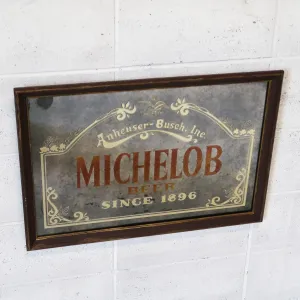 Anheuser-Busch, Inc.
MICHELOB
BEER
SINCE 1896